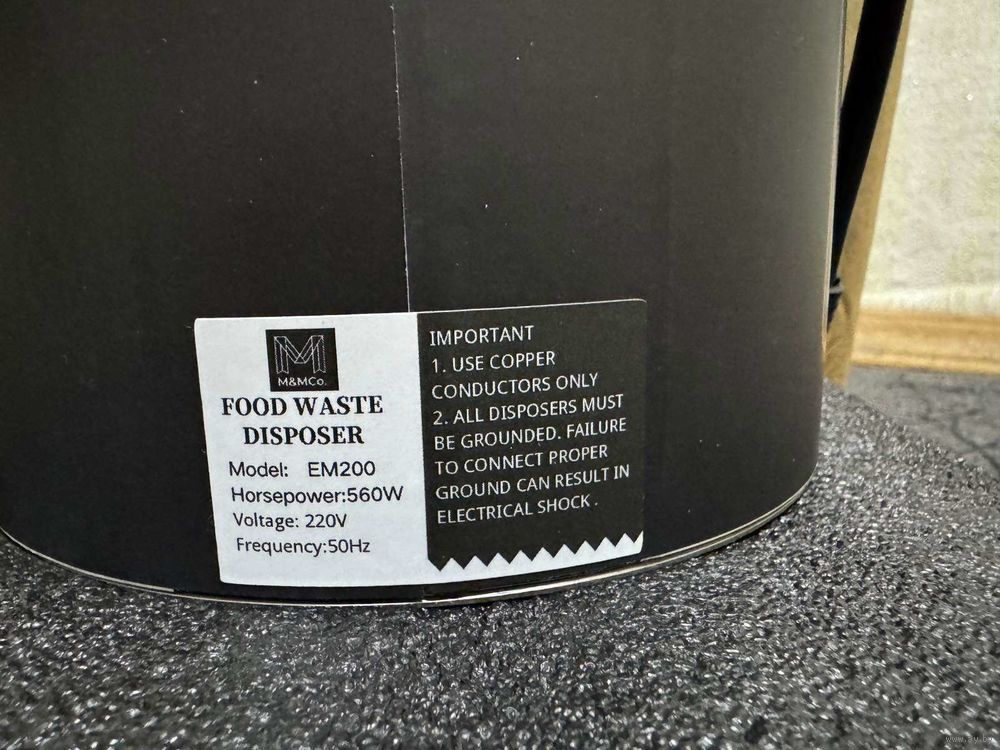 M&MCo.
FOOD WASTE
DISPOSER
Model: EM200
Horsepower:560W
Voltage: 220V
Frequency:50Hz
IMPORTANT
1. USE COPPER
CONDUCTORS ONLY
2. ALL DISPOSERS MUST
BE GROUNDED. FAILURE
TO CONNECT PROPER
GROUND CAN RESULT IN
ELECTRICAL SHOCK .